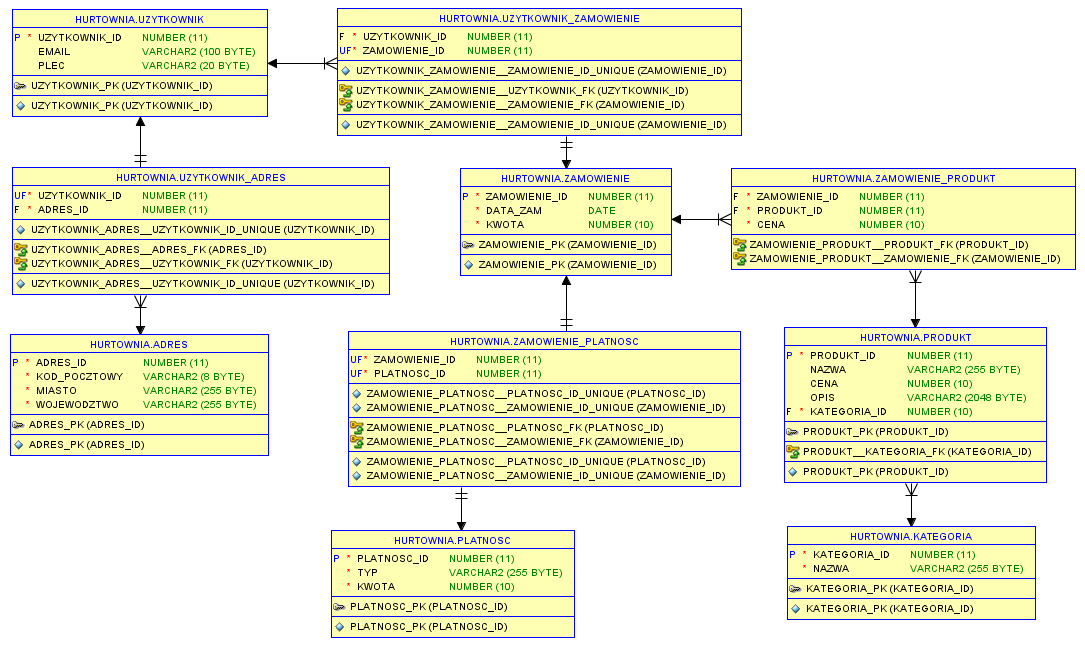 HURTOWNIA.UZYTKOWNIK
P * UZYTKOWNIK_ID NUMBER (11)
EMAIL VARCHAR2 (100 BYTE)
PLEC VARCHAR2 (20 BYTE)
UZYTKOWNIK_PK (UZYTKOWNIK_ID)
UZYTKOWNIK_PK (UZYTKOWNIK_ID)
HURTOWNIA.UZYTKOWNIK_ZAMOWIENIE
F * UZYTKOWNIK_ID NUMBER (11)
UF* ZAMOWIENIE_ID NUMBER (11)
UZYTKOWNIK_ZAMOWIENIE__ZAMOWIENIE_ID_UNIQUE (ZAMOWIENIE_ID)
UZYTKOWNIK_ZAMOWIENIE__UZYTKOWNIK_FK (UZYTKOWNIK_ID)
UZYTKOWNIK_ZAMOWIENIE__ZAMOWIENIE_FK (ZAMOWIENIE_ID)
UZYTKOWNIK_ZAMOWIENIE__ZAMOWIENIE_ID_UNIQUE (ZAMOWIENIE_ID)
HURTOWNIA.UZYTKOWNIK_ADRES
UF* UZYTKOWNIK_ID NUMBER (11)
F * ADRES_ID NUMBER (11)
UZYTKOWNIK_ADRES__UZYTKOWNIK_ID_UNIQUE (UZYTKOWNIK_ID)
UZYTKOWNIK_ADRES__ADRES_FK (ADRES_ID)
UZYTKOWNIK_ADRES__UZYTKOWNIK_FK (UZYTKOWNIK_ID)
UZYTKOWNIK_ADRES__UZYTKOWNIK_ID_UNIQUE (UZYTKOWNIK_ID)
HURTOWNIA.ZAMOWIENIE
P * ZAMOWIENIE_ID NUMBER (11)
* DATA_ZAM DATE
* KWOTA NUMBER (10)
ZAMOWIENIE_PK (ZAMOWIENIE_ID)
ZAMOWIENIE_PK (ZAMOWIENIE_ID)
HURTOWNIA.ZAMOWIENIE_PRODUKT
F * ZAMOWIENIE_ID NUMBER (11)
F * PRODUKT_ID NUMBER (11)
* CENA NUMBER (10)
ZAMOWIENIE_PRODUKT__PRODUKT_FK (PRODUKT_ID)
ZAMOWIENIE_PRODUKT__ZAMOWIENIE_FK (ZAMOWIENIE_ID)
HURTOWNIA.ADRES
P * ADRES_ID NUMBER (11)
* KOD_POCZTOWY VARCHAR2 (8 BYTE)
* MIASTO VARCHAR2 (255 BYTE)
* WOJEWODZTWO VARCHAR2 (255 BYTE)
ADRES_PK (ADRES_ID)
ADRES_PK (ADRES_ID)
HURTOWNIA.ZAMOWIENIE_PLATNOSC
UF* ZAMOWIENIE_ID NUMBER (11)
UF* PLATNOSC_ID NUMBER (11)
ZAMOWIENIE_PLATNOSC__PLATNOSC_ID_UNIQUE (PLATNOSC_ID)
ZAMOWIENIE_PLATNOSC__ZAMOWIENIE_ID_UNIQUE (ZAMOWIENIE_ID)
ZAMOWIENIE_PLATNOSC__PLATNOSC_FK (PLATNOSC_ID)
ZAMOWIENIE_PLATNOSC__ZAMOWIENIE_FK (ZAMOWIENIE_ID)
ZAMOWIENIE_PLATNOSC__PLATNOSC_ID_UNIQUE (PLATNOSC_ID)
ZAMOWIENIE_PLATNOSC__ZAMOWIENIE_ID_UNIQUE (ZAMOWIENIE_ID)
HURTOWNIA.PRODUKT
P * PRODUKT_ID NUMBER (11)
NAZWA VARCHAR2 (255 BYTE)
CENA NUMBER (10)
OPIS VARCHAR2 (2048 BYTE)
F * KATEGORIA_ID NUMBER (10)
PRODUKT_PK (PRODUKT_ID)
PRODUKT__KATEGORIA_FK (KATEGORIA_ID)
PRODUKT_PK (PRODUKT_ID)
HURTOWNIA.PLATNOSC
P * PLATNOSC_ID NUMBER (11)
* TYP VARCHAR2 (255 BYTE)
* KWOTA NUMBER (10)
PLATNOSC_PK (PLATNOSC_ID)
PLATNOSC_PK (PLATNOSC_ID)
HURTOWNIA.KATEGORIA
P * KATEGORIA_ID NUMBER (11)
* NAZWA VARCHAR2 (255 BYTE)
KATEGORIA_PK (KATEGORIA_ID)
KATEGORIA_PK (KATEGORIA_ID)